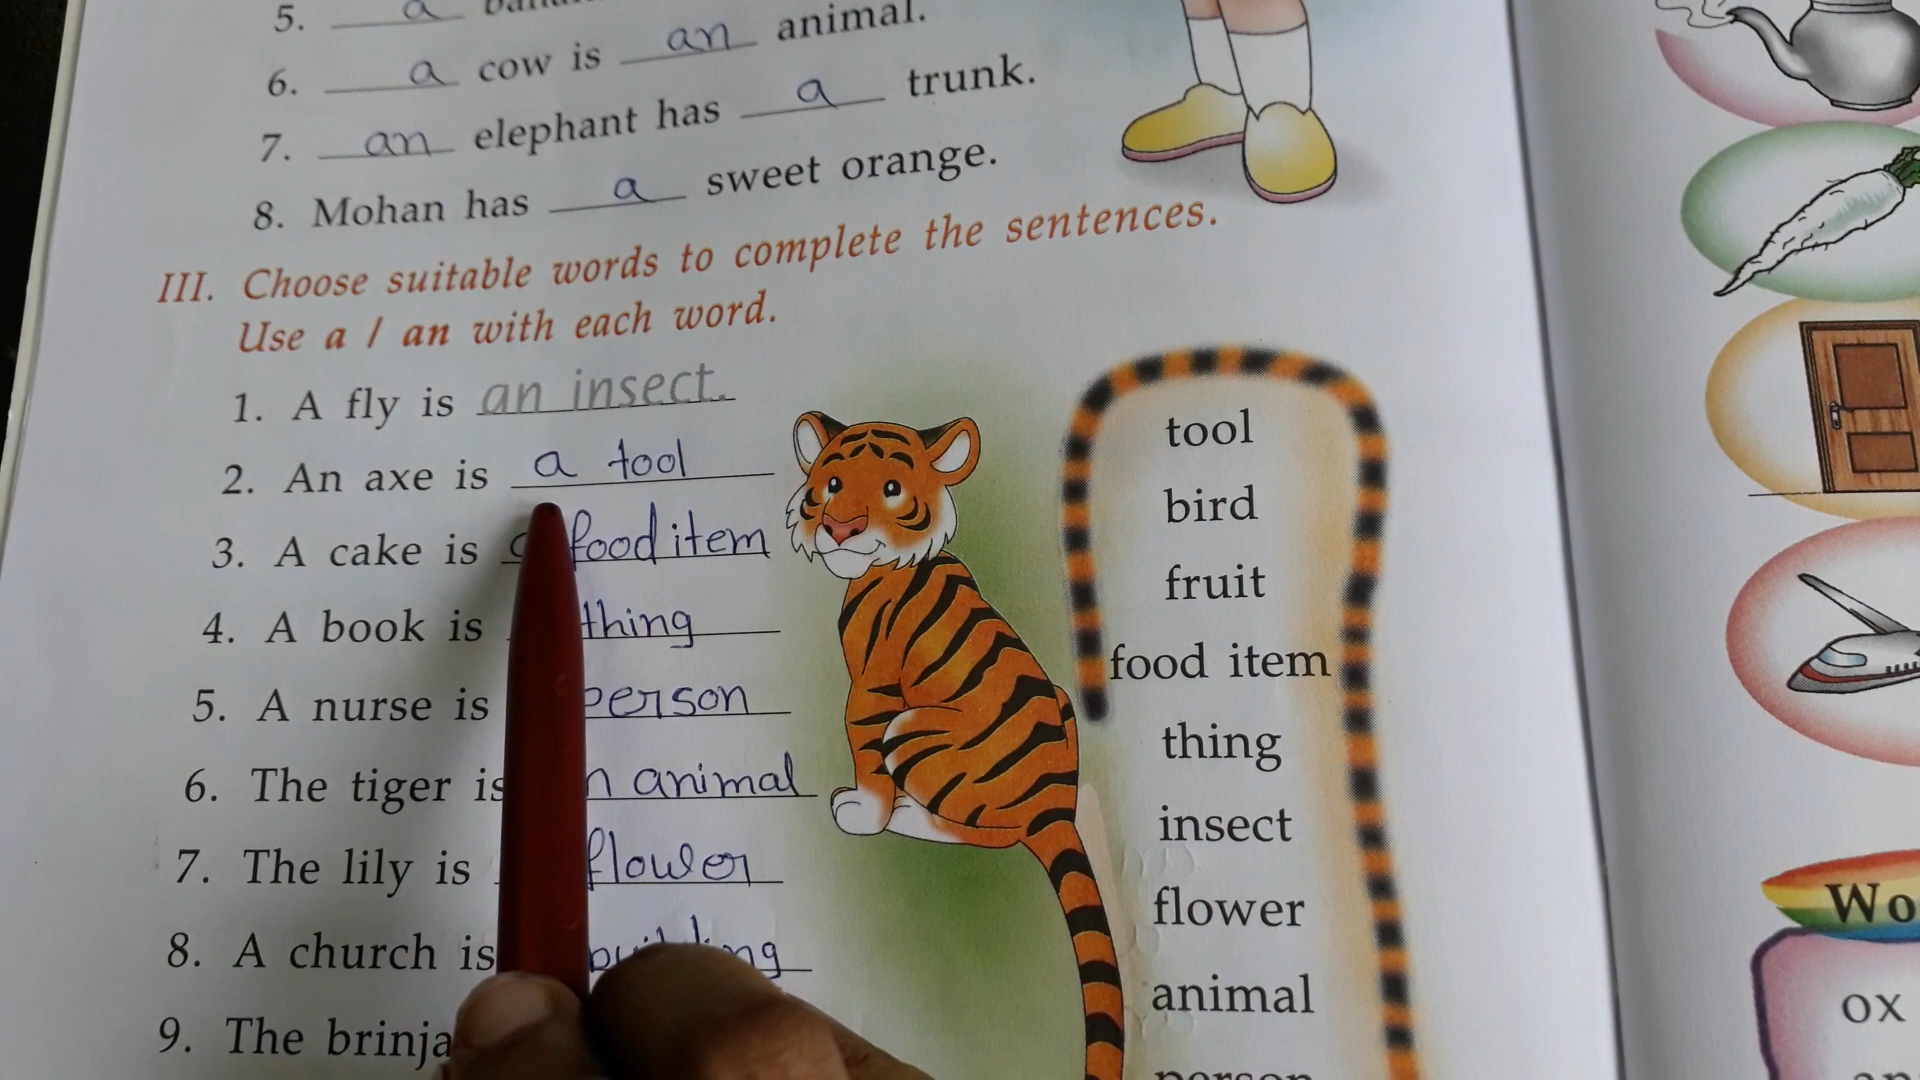 5. a
6. a cow is an animal.
7. an elephant has a trunk.
8. Mohan has a sweet orange.
III. Choose suitable words to complete the sentences.
Use a / an with each word.
1. A fly is an insect.
2. An axe is a tool
3. A cake is food item
4. A book is thing
5. A nurse is person
6. The tiger is animal
7. The lily is flower
8. A church is building
9. The
tool
bird
fruit
food item
thing
insect
flower
animal
person
ox